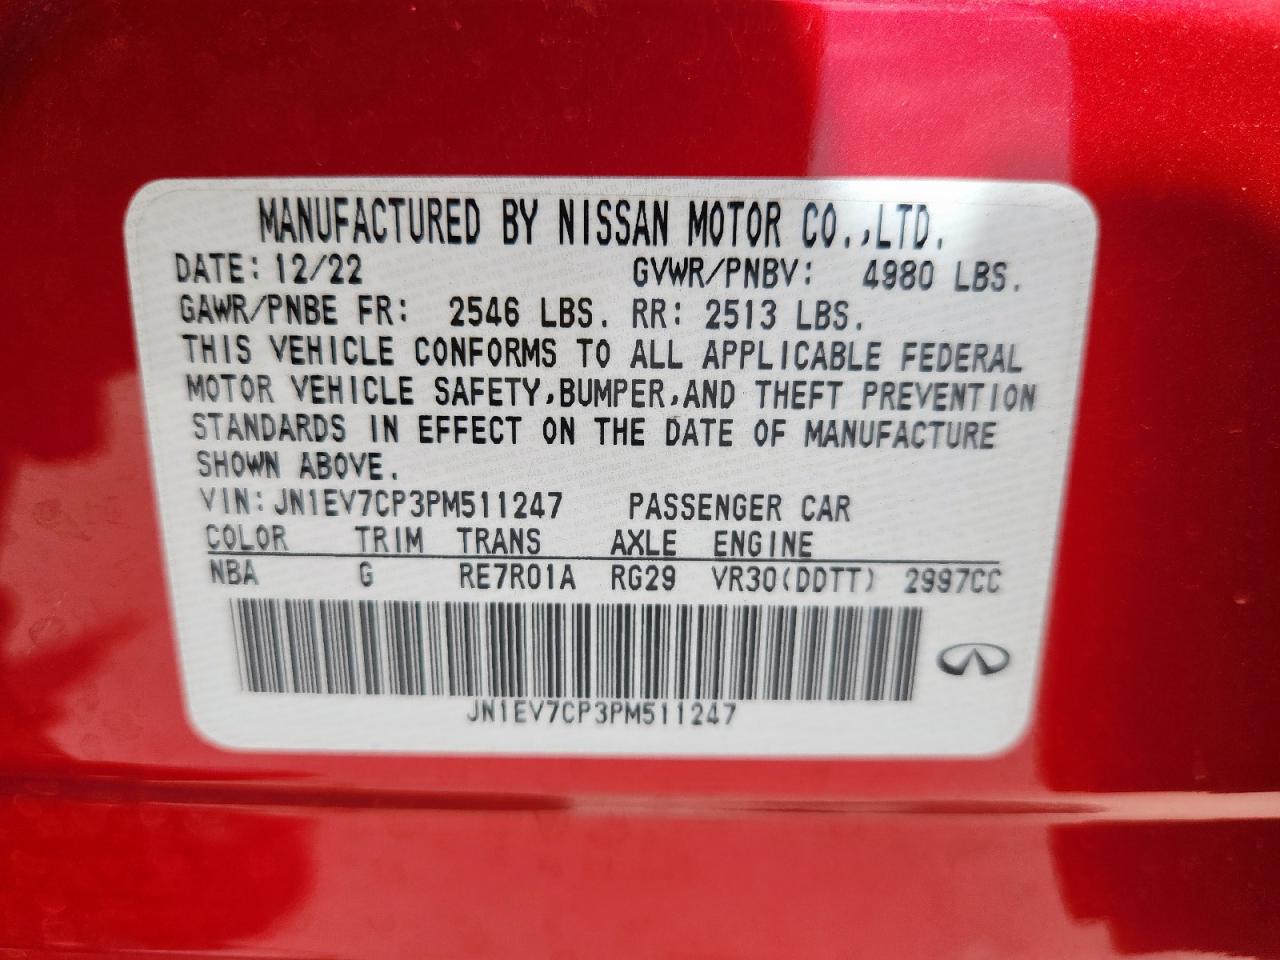 MANUFACTURED BY NISSAN MOTOR CO.,LTD.
DATE: 12/22 GVWR/PNBV: 4980 LBS.
GAWR/PNBE FR: 2546 LBS. RR: 2513 LBS.
THIS VEHICLE CONFORMS TO ALL APPLICABLE FEDERAL
MOTOR VEHICLE SAFETY,BUMPER,AND THEFT PREVENTION
STANDARDS IN EFFECT ON THE DATE OF MANUFACTURE
SHOWN ABOVE.
VIN: JN1EV7CP3PM511247 PASSENGER CAR
COLOR TRIM TRANS AXLE ENGINE
NBA G RE7R01A RG29 VR30(DDTT) 2997CC
JN1EV7CP3PM511247